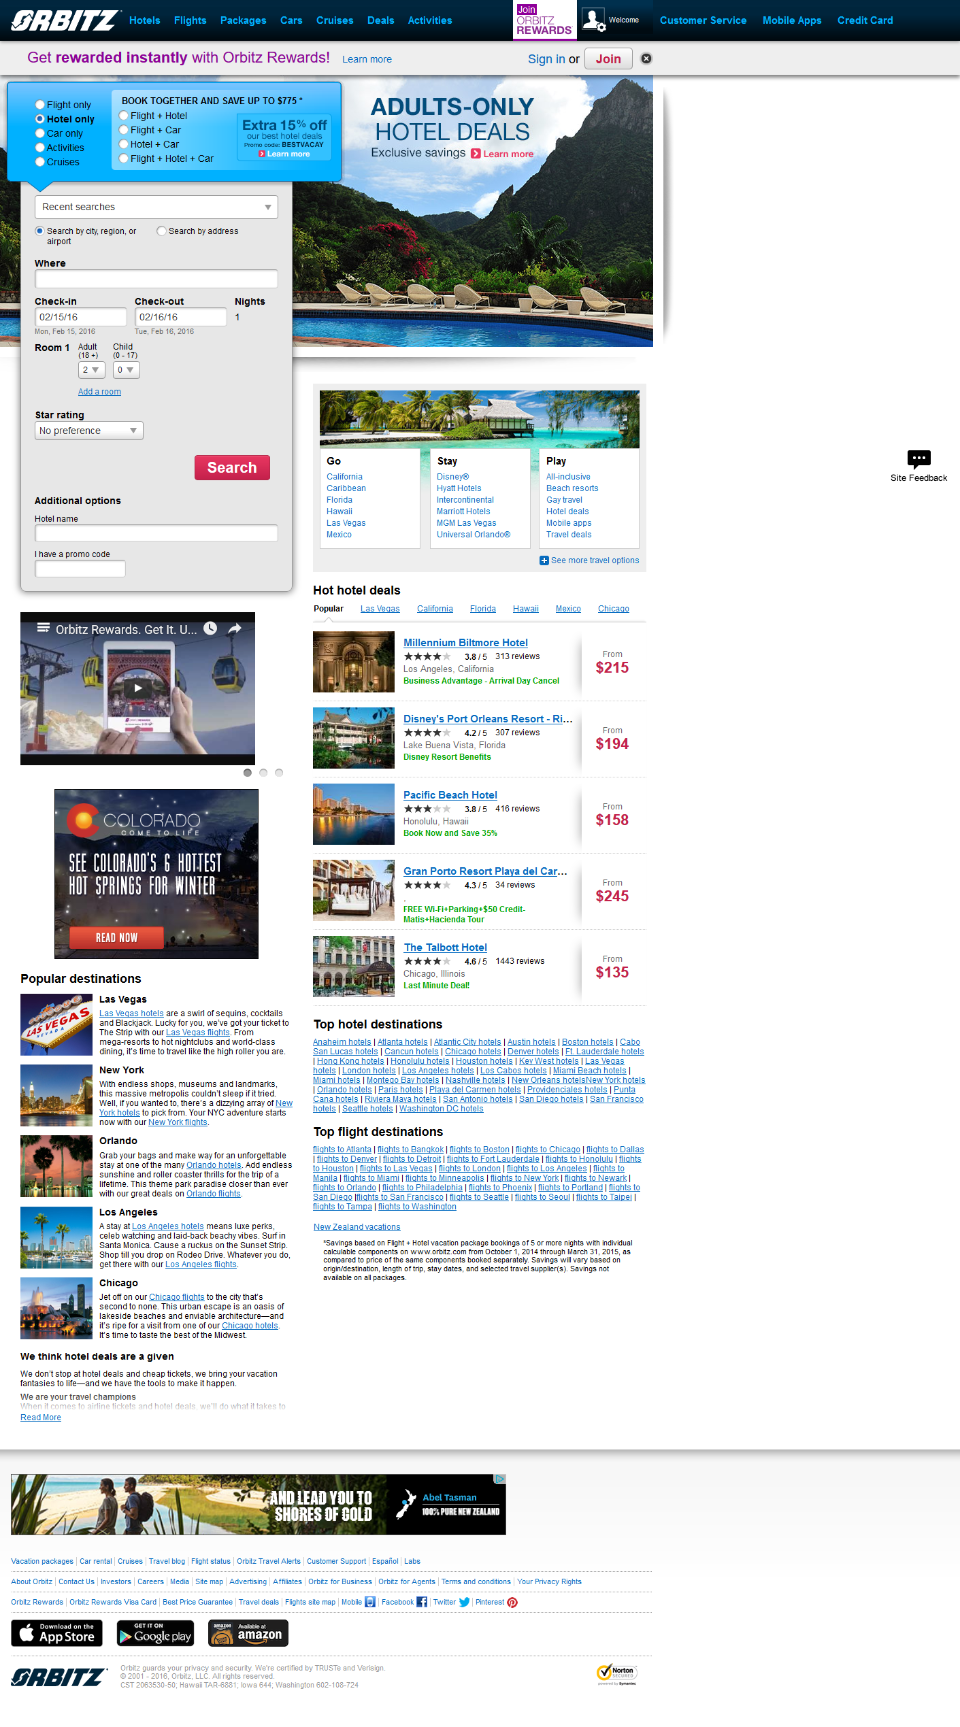 ORBITZ Hotels Flights Packages Cars Cruises Deals Activities
Join ORBITZ REWARDS
Welcome
Customer Service Mobile Apps Credit Card
Get rewarded instantly with Orbitz Rewards! Learn more
Sign in or Join
Flight only
Hotel only
Car only
Activities
Cruises
BOOK TOGETHER AND SAVE UP TO $775 *
Flight + Hotel
Flight + Car
Hotel + Car
Flight + Hotel + Car
Extra 15% off
our best hotel deals
Promo code: BESTVACAY
Learn more
ADULTS-ONLY
HOTEL DEALS
Exclusive savings Learn more
Recent searches
Search by city, region, or airport
Search by address
Where
Check-in Check-out Nights
02/15/16 02/16/16 1
Mon, Feb 15, 2016 Tue, Feb 16, 2016
Room 1 Adult (18 +) Child (0 - 17)
2 0
Add a room
Star rating
No preference
Search
Additional options
Hotel name
I have a promo code
Go
California
Caribbean
Florida
Hawaii
Las Vegas
Mexico
Stay
Disney®
Hyatt Hotels
Intercontinental
Marriott Hotels
MGM Las Vegas
Universal Orlando®
Play
All-inclusive
Beach resorts
Gay travel
Hotel deals
Mobile apps
Travel deals
See more travel options
Site Feedback
Hot hotel deals
Popular Las Vegas California Florida Hawaii Mexico Chicago
Millennium Biltmore Hotel
3.8 / 5 313 reviews
Los Angeles, California
Business Advantage - Arrival Day Cancel
From
$215
Disney's Port Orleans Resort - Ri...
4.2 / 5 307 reviews
Lake Buena Vista, Florida
Disney Resort Benefits
From
$194
Pacific Beach Hotel
3.8 / 5 416 reviews
Honolulu, Hawaii
Book Now and Save 35%
From
$158
Gran Porto Resort Playa del Car...
4.3 / 5 34 reviews
,
FREE Wi-Fi+Parking+$50 Credit-
Matis+Hacienda Tour
From
$245
The Talbott Hotel
4.6 / 5 1443 reviews
Chicago, Illinois
Last Minute Deal!
From
$135
Orbitz Rewards. Get It. U...
COLORADO
COME TO LIFE
SEE COLORADO'S 6 HOTTEST
HOT SPRINGS FOR WINTER
READ NOW
Popular destinations
LAS VEGAS
Las Vegas
Las Vegas hotels are a swirl of sequins, cocktails
and Blackjack. Lucky for you, we've got your ticket to
The Strip with our Las Vegas flights. From
mega-resorts to hot nightclubs and world-class
dining, it's time to travel like the high roller you are.
New York
With endless shops, museums and landmarks,
this massive metropolis couldn't sleep if it tried.
Well, if you wanted to, there's a dizzying array of New
York hotels to pick from. Your NYC adventure starts
now with our New York flights.
Orlando
Grab your bags and make way for an unforgettable
stay at one of the many Orlando hotels. Add endless
sunshine and roller coaster thrills for the trip of a
lifetime. This theme park paradise closer than ever
with our great deals on Orlando flights.
Los Angeles
A stay at Los Angeles hotels means luxe perks,
celeb watching and laid-back beachy vibes. Surf in
Santa Monica. Cause a ruckus on the Sunset Strip.
Shop till you drop on Rodeo Drive. Whatever you do,
get there with our Los Angeles flights.
Chicago
Jet off on our Chicago flights to the city that's
second to none. This urban escape is an oasis of
lakeside beaches and enviable architecture—and
it's ripe for a visit from one of our Chicago hotels.
It's time to taste the best of the Midwest.
We think hotel deals are a given
We don't stop at hotel deals and cheap tickets, we bring your vacation
fantasies to life—and we have the tools to make it happen.
We are your travel champions
When it comes to airline tickets and hotel deals, we'll do what it takes to
Read More
Top hotel destinations
Anaheim hotels | Atlanta hotels | Atlantic City hotels | Austin hotels | Boston hotels | Cabo
San Lucas hotels | Cancun hotels | Chicago hotels | Denver hotels | Ft. Lauderdale hotels
| Hong Kong hotels | Honolulu hotels | Houston hotels | Key West hotels | Las Vegas
hotels | London hotels | Los Angeles hotels | Los Cabos hotels | Miami Beach hotels |
Miami hotels | Montego Bay hotels | Nashville hotels | New Orleans hotelsNew York hotels
| Orlando hotels | Paris hotels | Playa del Carmen hotels | Providenciales hotels | Punta
Cana hotels | Riviera Maya hotels | San Antonio hotels | San Diego hotels | San Francisco
hotels | Seattle hotels | Washington DC hotels
Top flight destinations
flights to Atlanta | flights to Bangkok | flights to Boston | flights to Chicago | flights to Dallas
| flights to Denver | flights to Detroit | flights to Fort Lauderdale | flights to Honolulu | flights
to Houston | flights to Las Vegas | flights to London | flights to Los Angeles | flights to
Manila | flights to Miami | flights to Minneapolis | flights to New York | flights to Newark |
flights to Orlando | flights to Philadelphia | flights to Phoenix | flights to Portland | flights to
San Diego |flights to San Francisco | flights to Seattle | flights to Seoul | flights to Taipei |
flights to Tampa | flights to Washington
New Zealand vacations
*Savings based on Flight + Hotel vacation package bookings of 5 or more nights with individual
calculable components on www.orbitz.com from October 1, 2014 through March 31, 2015, as
compared to price of the same components booked separately. Savings will vary based on
origin/destination, length of trip, stay dates, and selected travel supplier(s). Savings not
available on all packages.
AND LEAD YOU TO
SHORES OF GOLD
Abel Tasman
100% PURE NEW ZEALAND
Vacation packages | Car rental | Cruises | Travel blog | Flight status | Orbitz Travel Alerts | Customer Support | Español | Labs
About Orbitz | Contact Us | Investors | Careers | Media | Site map | Advertising | Affiliates | Orbitz for Business | Orbitz for Agents | Terms and conditions | Your Privacy Rights
Orbitz Rewards | Orbitz Rewards Visa Card | Best Price Guarantee | Travel deals | Flights site map | Mobile | Facebook | Twitter | Pinterest
Download on the App Store
GET IT ON Google play
Available at amazon
ORBITZ
Orbitz guards your privacy and security. We're certified by TRUSTe and Verisign.
© 2001 - 2016, Orbitz, LLC. All rights reserved.
CST 2063530-50; Hawaii TAR-6881; Iowa 644; Washington 602-108-724
Norton
SECURED
powered by Symantec